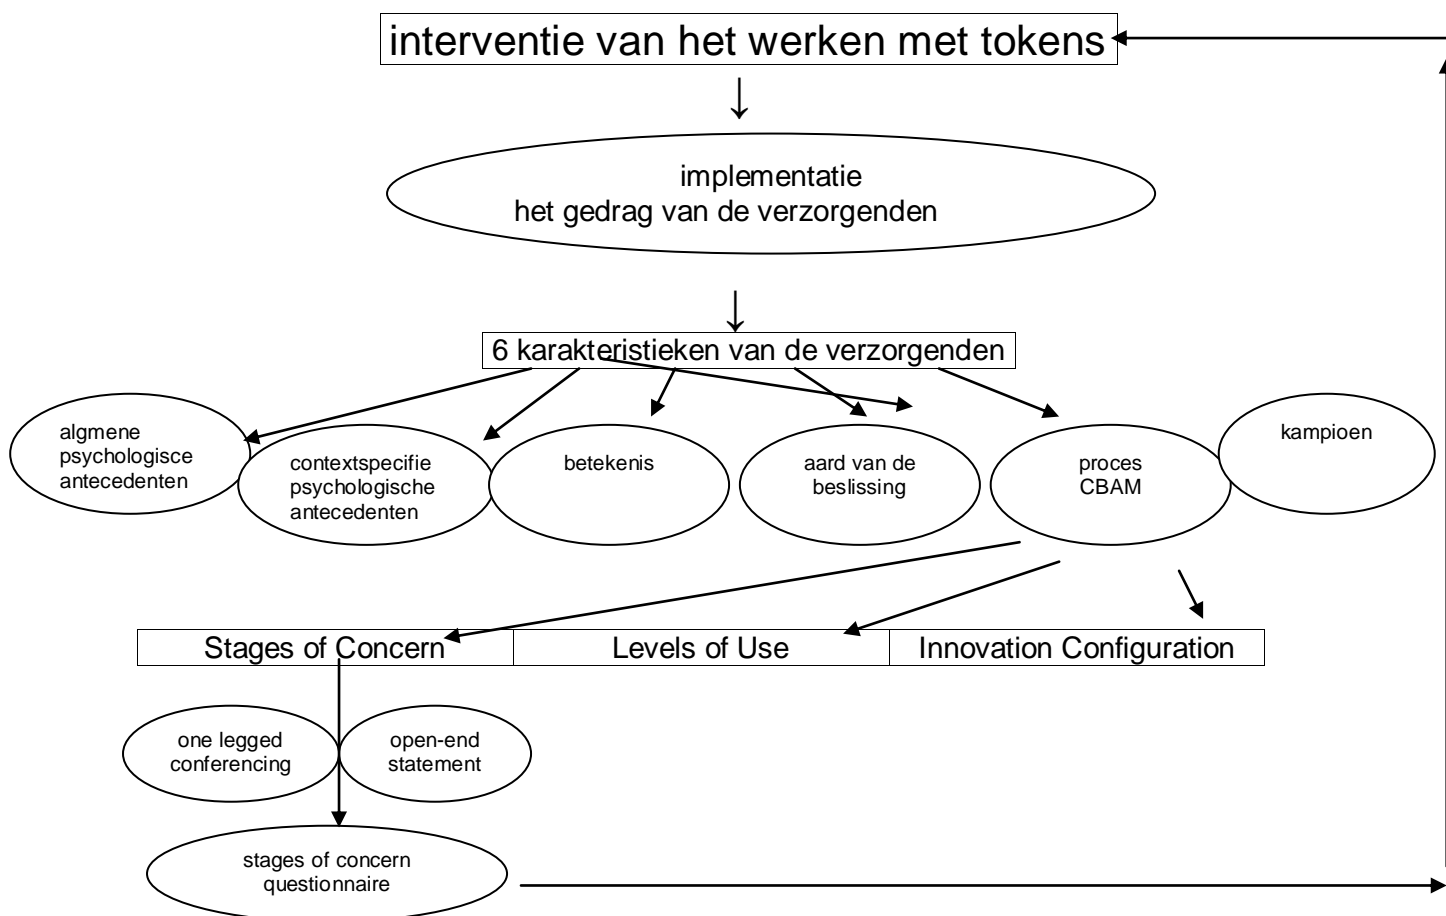 interventie van het werken met tokens
implementatie
het gedrag van de verzorgenden
6 karakteristieken van de verzorgenden
algmene
psychologisce
antecedenten
contextspecifie
psychologische
antecedenten
betekenis
aard van de
beslissing
proces
CBAM
kampioen
Stages of Concern
Levels of Use
Innovation Configuration
one legged
conferencing
open-end
statement
stages of concern
questionnaire